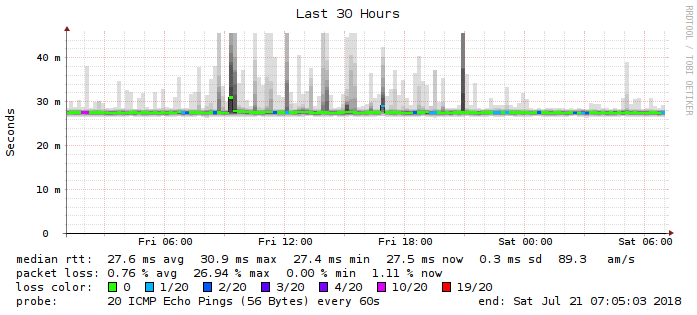 Last 30 Hours
RRDTOOL / TOBI OETIKER
Seconds
40 m
30 m
20 m
10 m
0
Fri 06:00 Fri 12:00 Fri 18:00 Sat 00:00 Sat 06:00
median rtt: 27.6 ms avg 30.9 ms max 27.4 ms min 27.5 ms now 0.3 ms sd 89.3 am/s
packet loss: 0.76 % avg 26.94 % max 0.00 % min 1.11 % now
loss color: 0 1/20 2/20 3/20 4/20 10/20 19/20
probe: 20 ICMP Echo Pings (56 Bytes) every 60s end: Sat Jul 21 07:05:03 2018